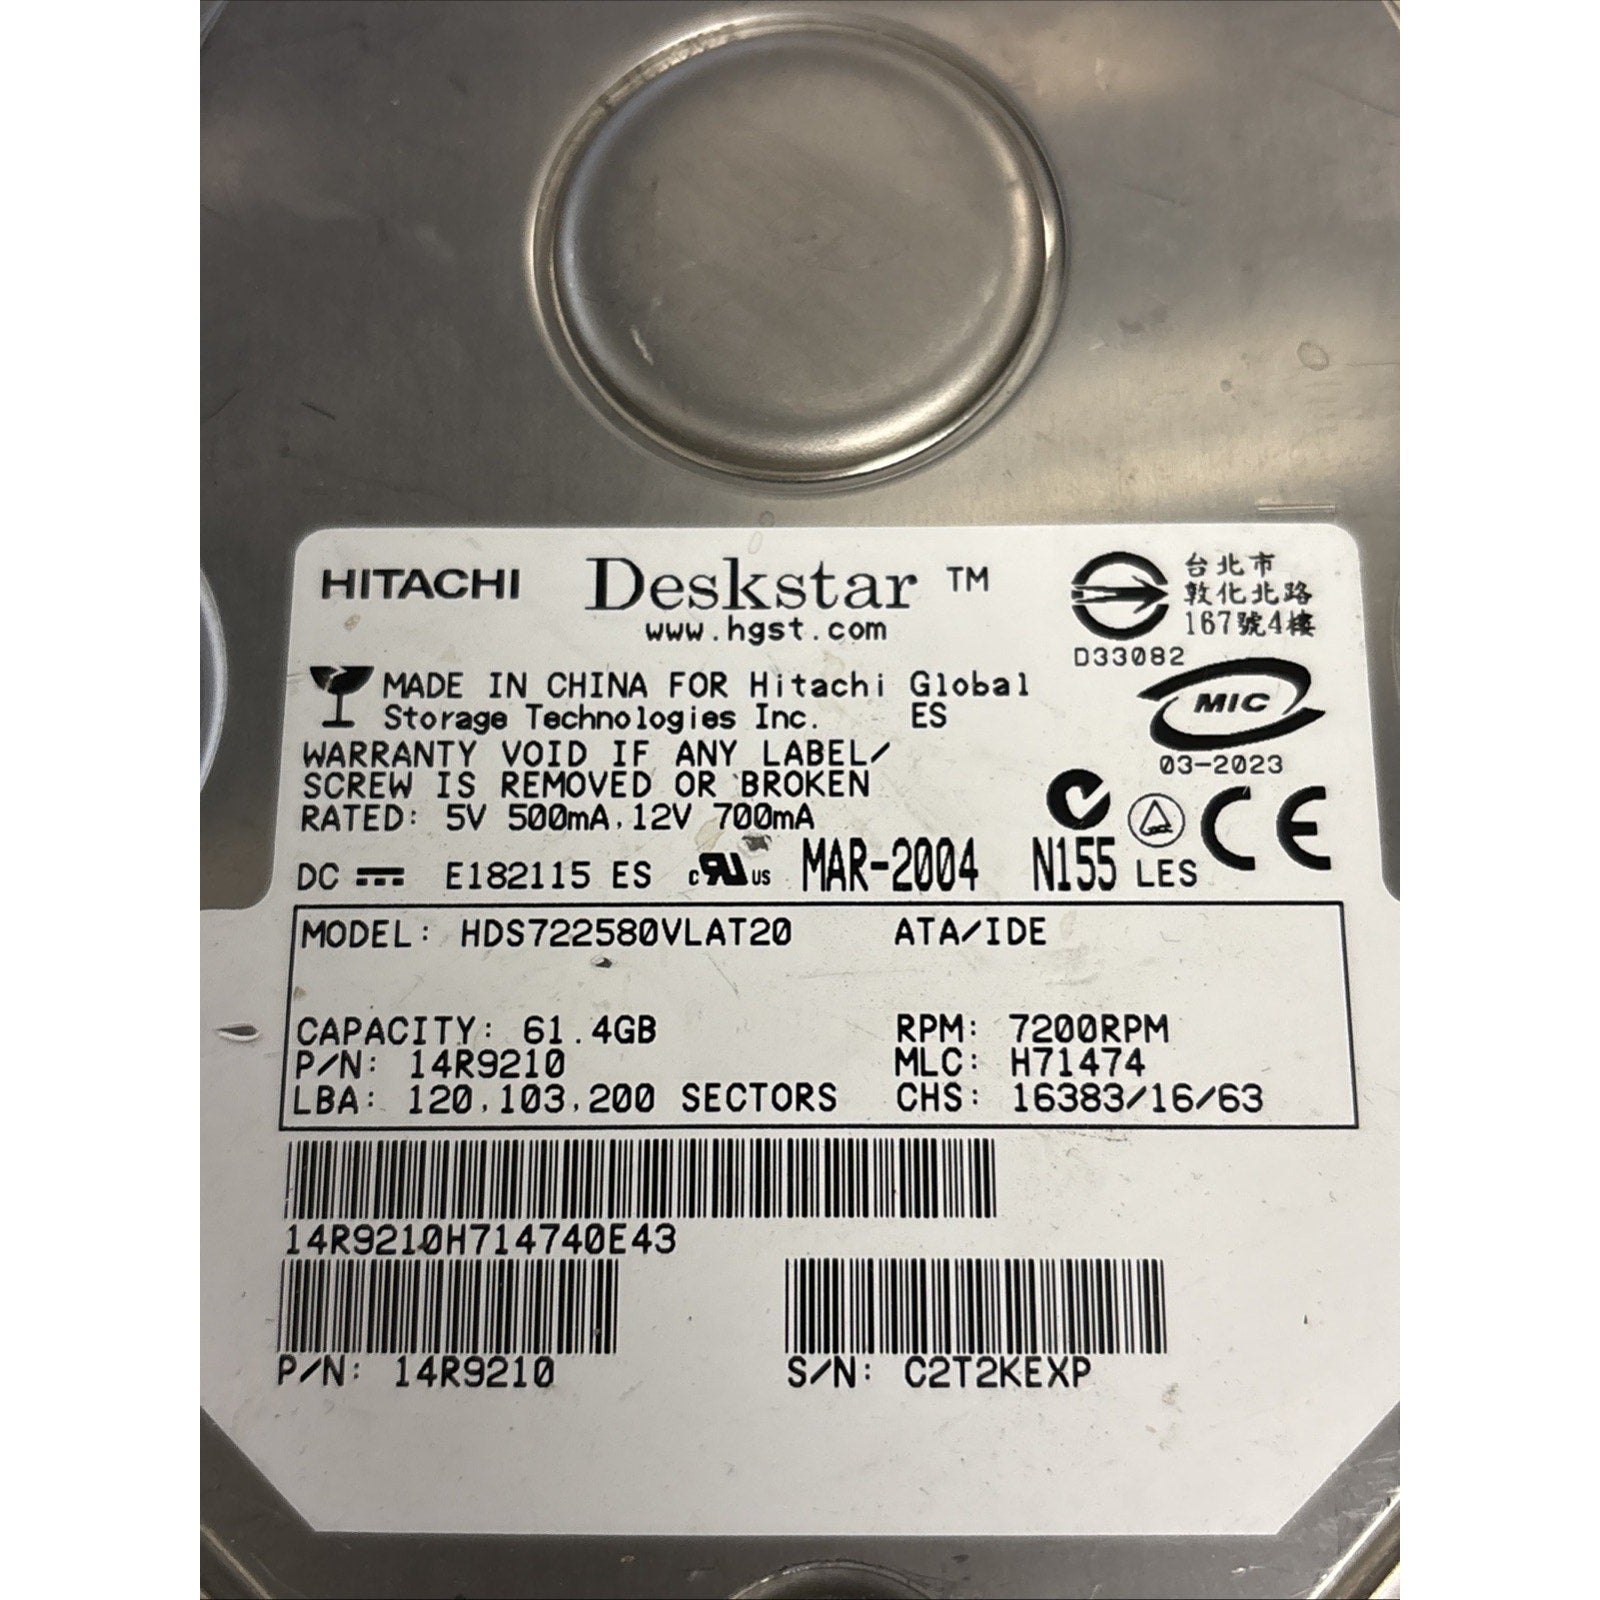 HITACHI Deskstar ™
www.hgst.com
台北市
敦化北路
167號4樓
D33082
MADE IN CHINA FOR Hitachi Global
Storage Technologies Inc. ES
MIC
03-2023
WARRANTY VOID IF ANY LABEL/
SCREW IS REMOVED OR BROKEN
RATED: 5V 500mA, 12V 700mA
DC E182115 ES c RU US MAR-2004 N155 LES CE
MODEL: HDS722580VLAT20 ATA/IDE
CAPACITY: 61.4GB RPM: 7200RPM
P/N: 14R9210 MLC: H71474
LBA: 120,103,200 SECTORS CHS: 16383/16/63
14R9210H714740E43
P/N: 14R9210 S/N: C2T2KEXP